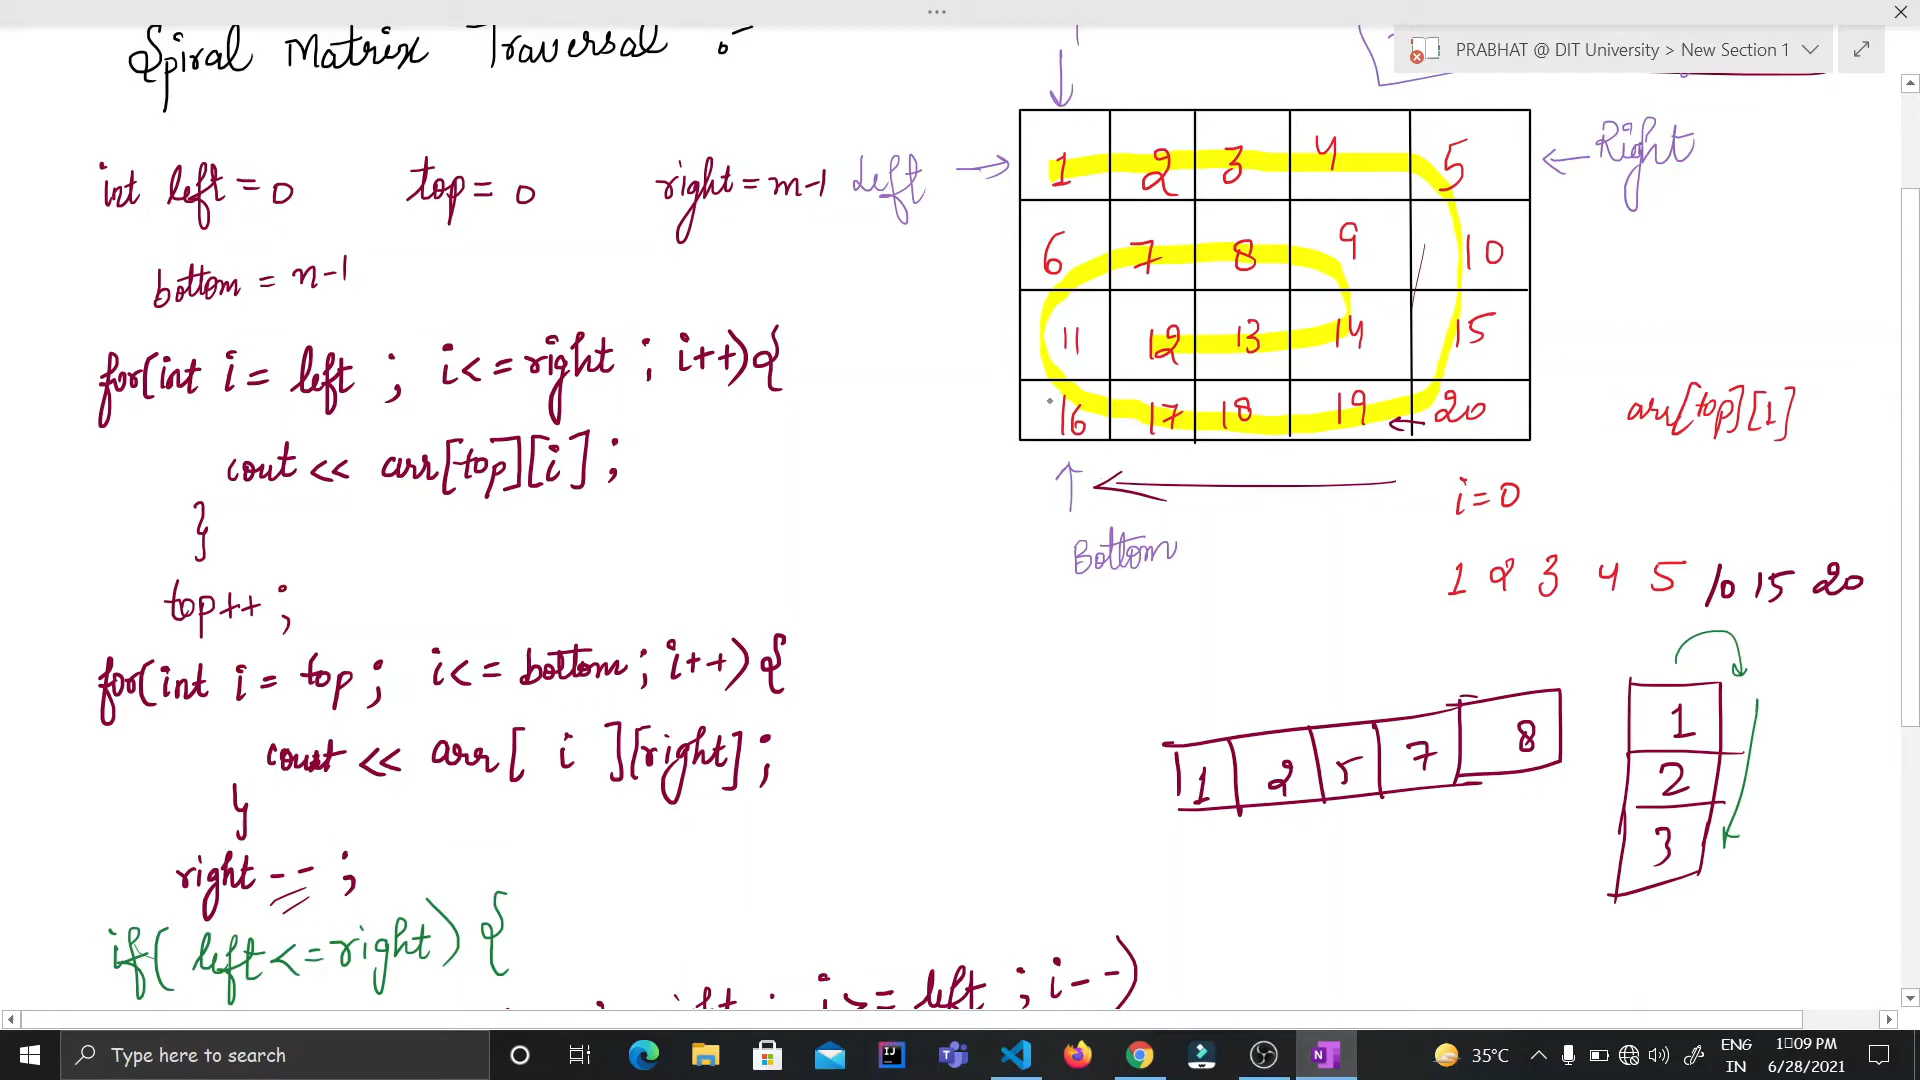 PRABHAT @ DIT University > New Section 1
Spiral Matrix Traversal :-
int left = 0 top = 0 right = m-1
bottom = n-1
for(int i = left ; i<= right ; i++){
cout << arr[top][i] ;
}
top++ ;
for(int i = top ; i<= bottom ; i++){
cout << arr[ i ][right] ;
}
right -- ;
if( left <= right) {
>= left ; i--)
Left
Right
1 2 3 4 5
6 7 8 9 10
11 12 13 14 15
16 17 18 19 20
Bottom
arr[top][1]
i = 0
1 2 3 4 5 10 15 20
1 2 5 7 8
1
2
3
Type here to search
35°C
ENG
IN
1:09 PM
6/28/2021